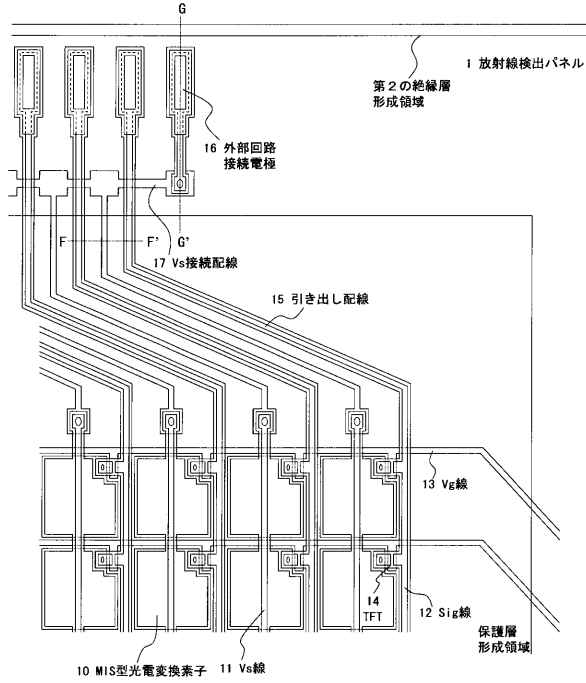 G
1 放射線検出パネル
第2の絶縁層
形成領域
16 外部回路
接続電極
F
F'
G'
17 Vs接続配線
15 引き出し配線
13 Vg線
14
TFT
12 Sig線
保護層
形成領域
10 MIS型光電変換素子
11 Vs線